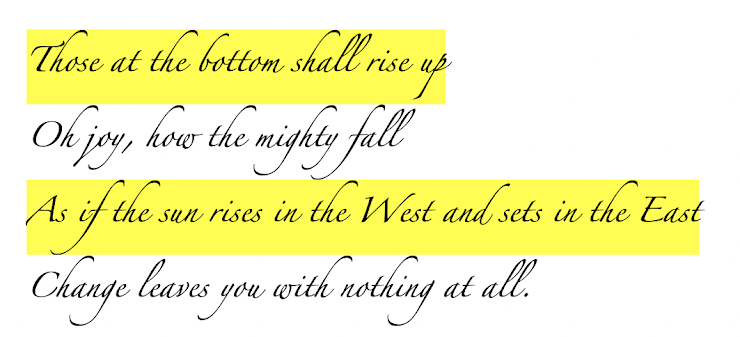 Those at the bottom shall rise up
Oh joy, how the mighty fall
As if the sun rises in the West and sets in the East
Change leaves you with nothing at all.